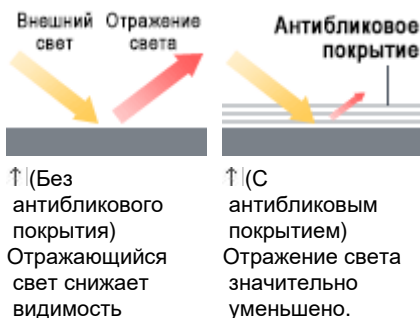 Внешний Отражение
свет света
Антибликовое
покрытие
↑ (Без
антибликового
покрытия)
Отражающийся
свет снижает
видимость
↑ (С
антибликовым
покрытием)
Отражение света
значительно
уменьшено.